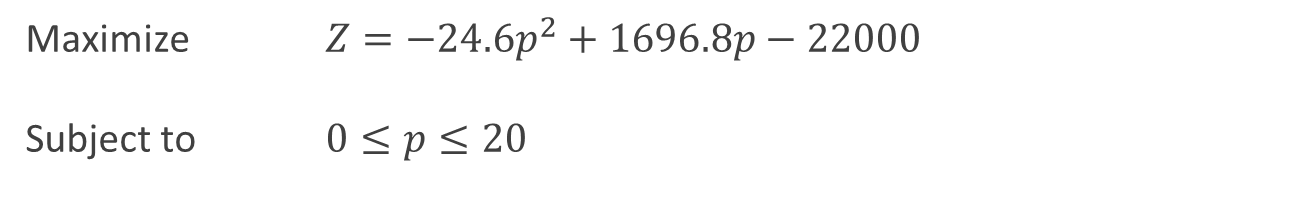 Maximize Z = −24.6p² + 1696.8p − 22000
Subject to 0 ≤ p ≤ 20